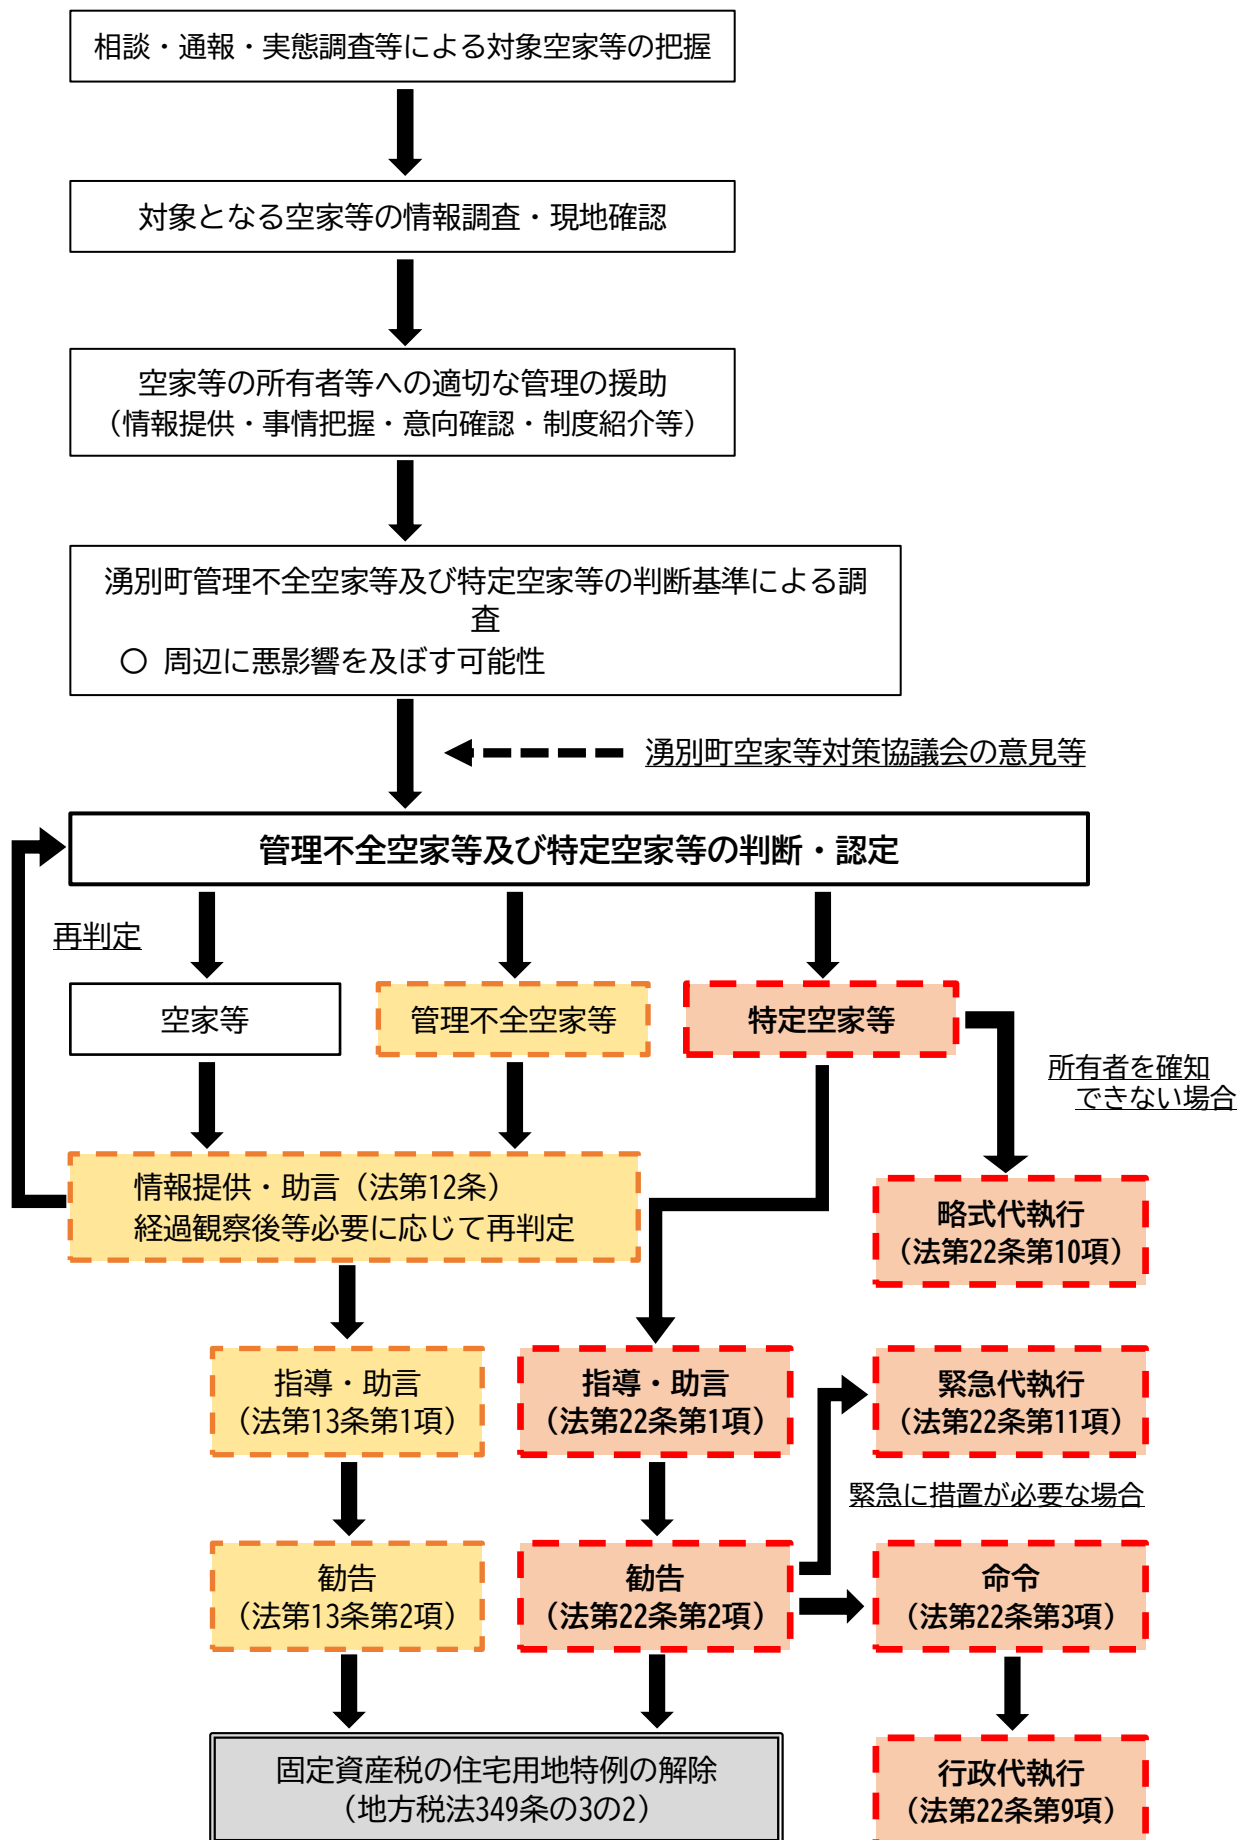 相談・通報・実態調査等による対象空家等の把握
対象となる空家等の情報調査・現地確認
空家等の所有者等への適切な管理の援助
（情報提供・事情把握・意向確認・制度紹介等）
湧別町管理不全空家等及び特定空家等の判断基準による調
査
〇 周辺に悪影響を及ぼす可能性
湧別町空家等対策協議会の意見等
管理不全空家等及び特定空家等の判断・認定
再判定
空家等
管理不全空家等
特定空家等
所有者を確知
できない場合
情報提供・助言（法第12条）
経過観察後等必要に応じて再判定
略式代執行
（法第22条第10項）
指導・助言
（法第13条第1項）
指導・助言
（法第22条第1項）
緊急代執行
（法第22条第11項）
緊急に措置が必要な場合
勧告
（法第13条第2項）
勧告
（法第22条第2項）
命令
（法第22条第3項）
固定資産税の住宅用地特例の解除
（地方税法349条の3の2）
行政代執行
（法第22条第9項）